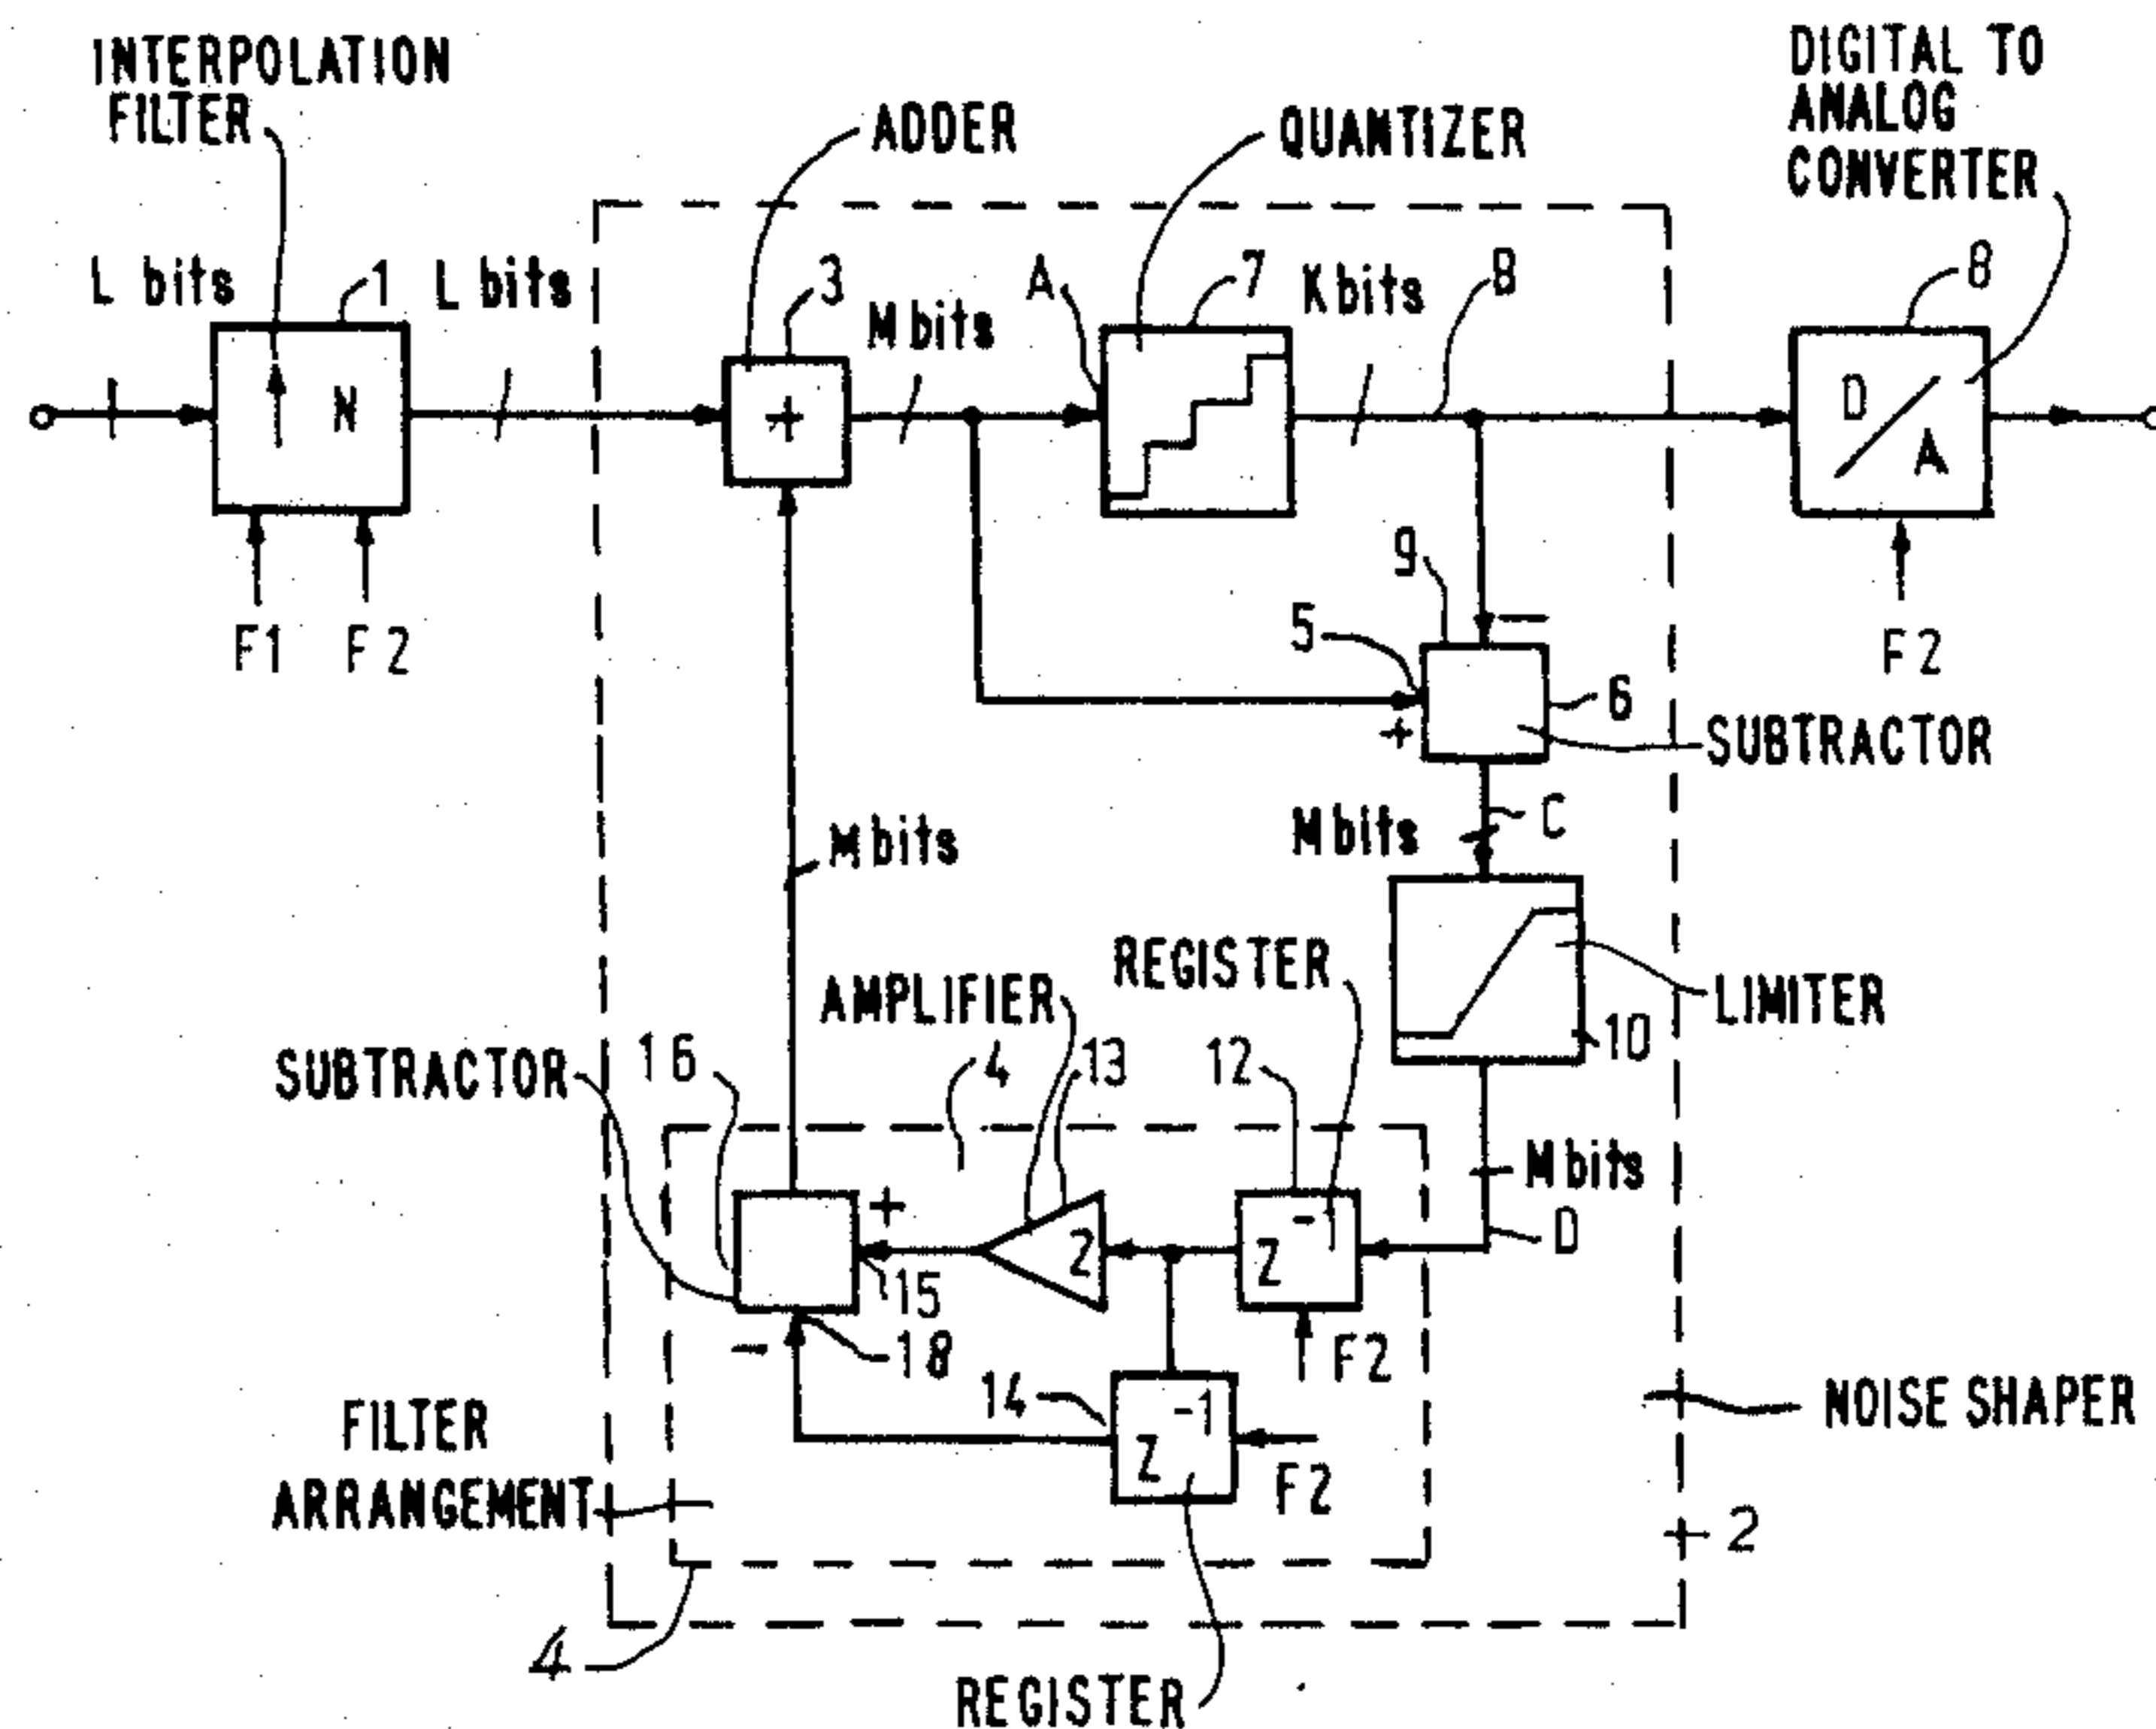 INTERPOLATION
FILTER
ADDER
QUANTIZER
DIGITAL TO
ANALOG
CONVERTER
L bits
1
L bits
3
M bits
A
7
K bits
B
8
N
+
D
A
F1
F2
9
5
+
−
6
SUBTRACTOR
F2
M bits
M bits
C
REGISTER
AMPLIFIER
LIMITER
10
SUBTRACTOR
16
4
13
12
M bits
D
+
2
Z
-
15
-
18
F2
14
-1
Z
F2
FILTER
ARRANGEMENT
NOISE SHAPER
2
4
REGISTER